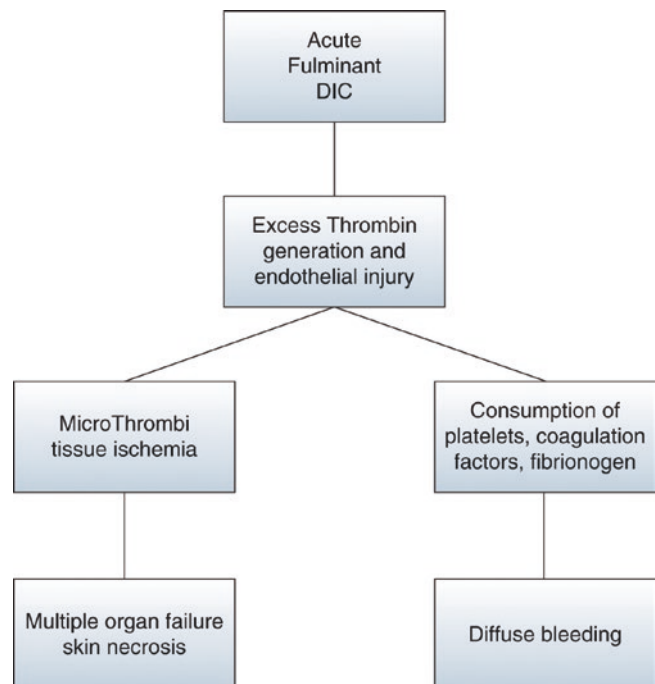 Acute
Fulminant
DIC
Excess Thrombin
generation and
endothelial injury
MicroThrombi
tissue ischemia
Consumption of
platelets, coagulation
factors, fibrionogen
Multiple organ failure
skin necrosis
Diffuse bleeding